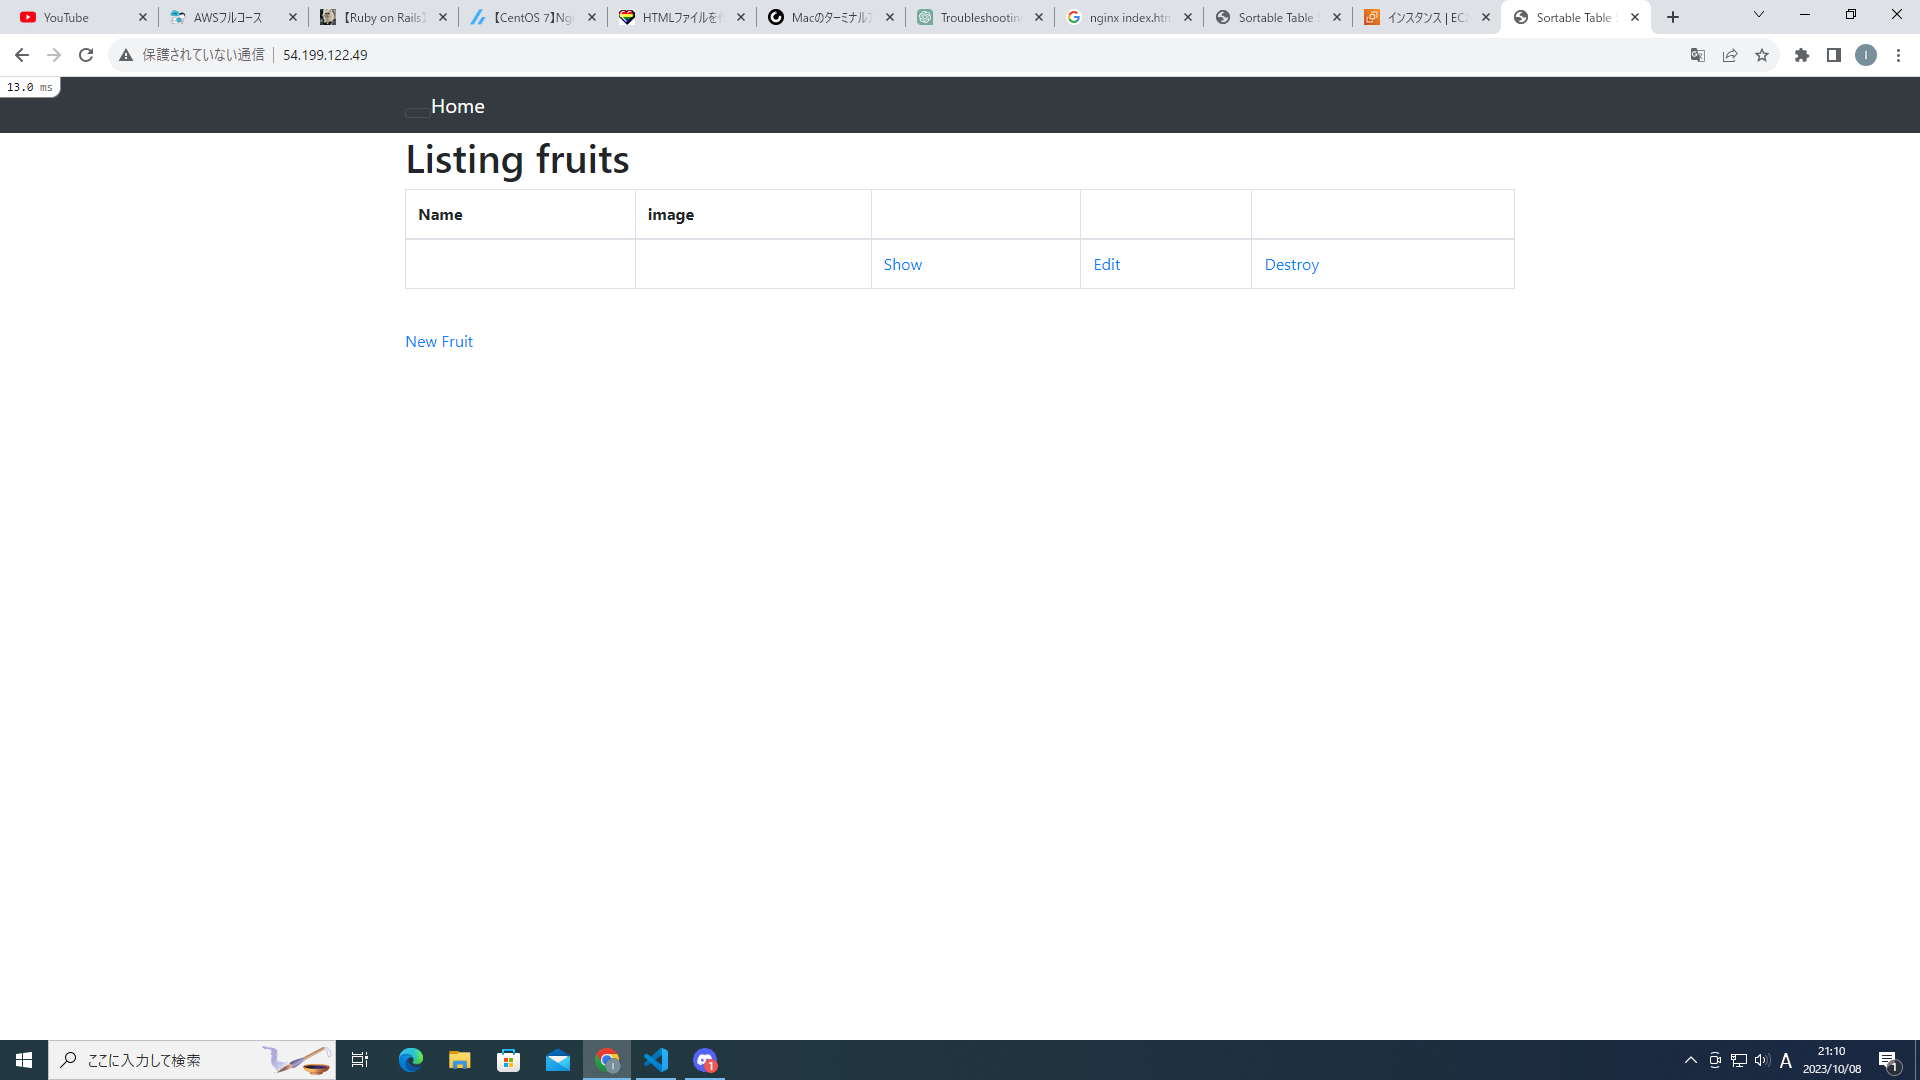 YouTube
AWSフルコース
【Ruby on Rails】
【CentOS 7】Ng
HTMLファイルを
Macのターミナル
Troubleshooting
nginx index.htm
Sortable Table
インスタンス | EC2
Sortable Table
保護されていない通信
54.199.122.49
I
13.0 ms
Home
Listing fruits
Name
image
Show
Edit
Destroy
New Fruit
ここに入力して検索
I
1
A
21:10
2023/10/08
1